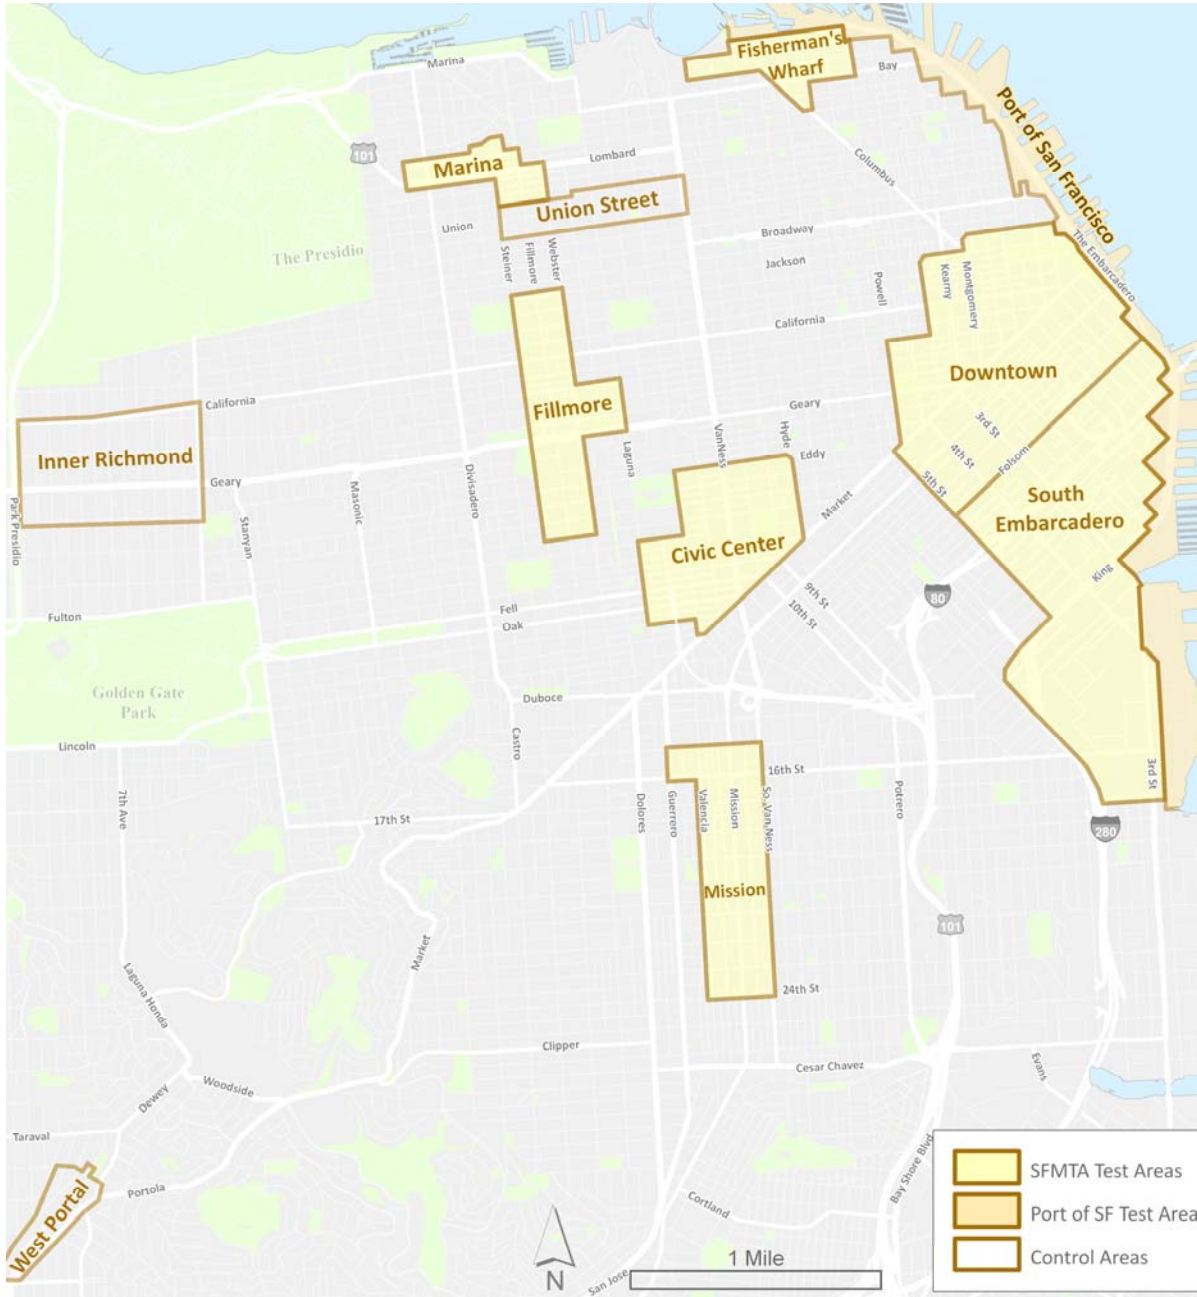 Fisherman's
Wharf
Marina
Bay
Port of San Francisco
101
Marina
Lombard
Columbus
Union Street
Union
Broadway
The Embarcadero
The Presidio
Steiner
Fillmore
Webster
Jackson
Powell
Kearny
Montgomery
California
Downtown
California
Fillmore
Geary
3rd St
Inner Richmond
Laguna
VanNess
Hyde
Eddy
4th St
Folsom
Geary
Masonic
Divisadero
Market
5th St
South
Embarcadero
Park Presidio
Stanyan
Civic Center
King
9th St
80
10th St
Fulton
Fell
Oak
Golden Gate
Park
Duboce
Lincoln
Castro
16th St
3rd St
7th Ave
17th St
Dolores
Guerrero
Valencia
Mission
So. Van Ness
Potrero
280
Mission
101
Market
24th St
Laguna Honda
Clipper
Cesar Chavez
Evans
Woodside
Dewey
Taraval
Portola
West Portal
Cortland
Bay Shore Blvd
San Jose
N
1 Mile
SFMTA Test Areas
Port of SF Test Area
Control Areas